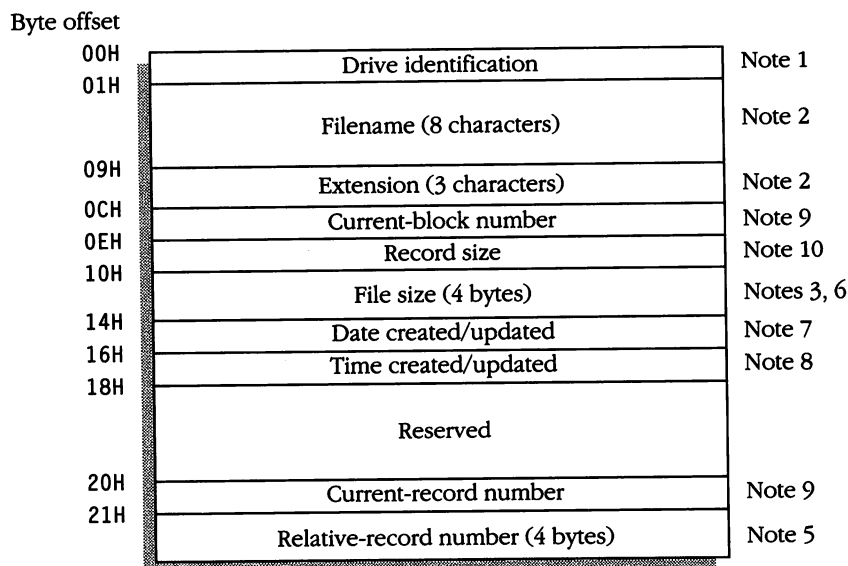 Byte offset
00H
Drive identification
Note 1
01H
Filename (8 characters)
Note 2
09H
Extension (3 characters)
Note 2
0CH
Current-block number
Note 9
0EH
Record size
Note 10
10H
File size (4 bytes)
Notes 3, 6
14H
Date created/updated
Note 7
16H
Time created/updated
Note 8
18H
Reserved
20H
Current-record number
Note 9
21H
Relative-record number (4 bytes)
Note 5